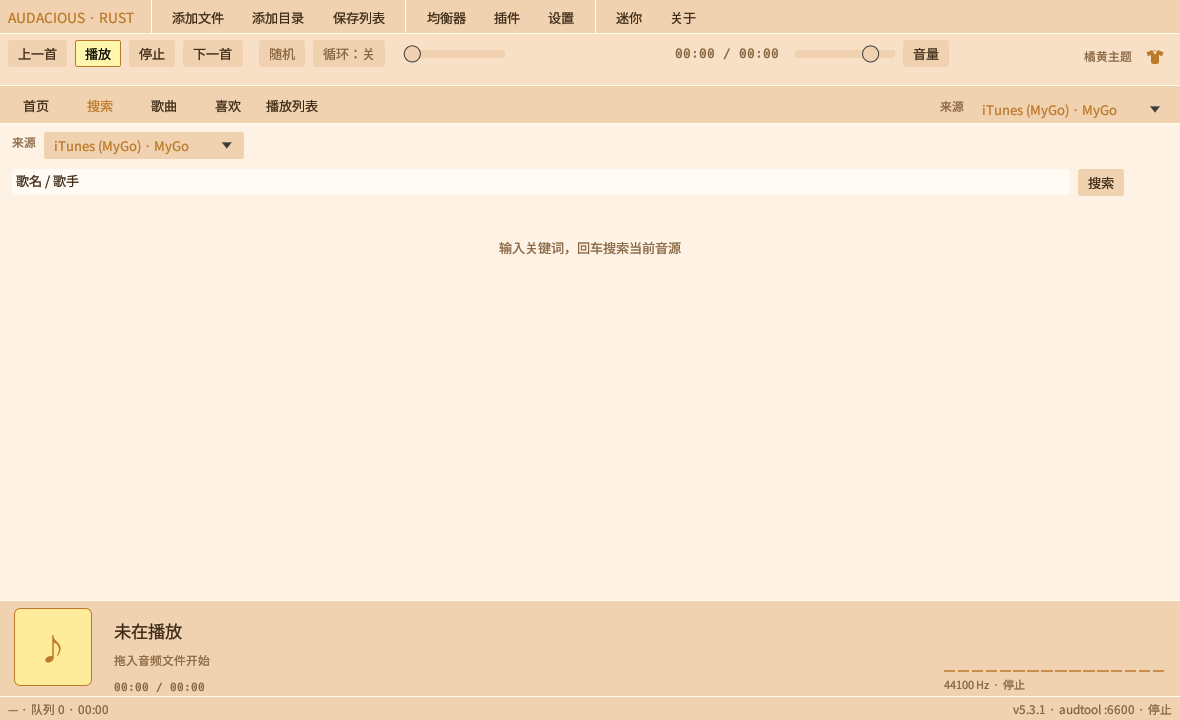 AUDACIOUS · RUST 添加文件 添加目录 保存列表 均衡器 插件 设置 迷你 关于
上一首 播放 停止 下一首 随机 循环：关 00:00 / 00:00 音量 橘黄主题
首页 搜索 歌曲 喜欢 播放列表 来源 iTunes (MyGo) · MyGo
来源 iTunes (MyGo) · MyGo
歌名 / 歌手 搜索
输入关键词，回车搜索当前音源
未在播放
拖入音频文件开始
00:00 / 00:00
44100 Hz · 停止
— · 队列 0 · 00:00 v5.3.1 · audtool :6600 · 停止